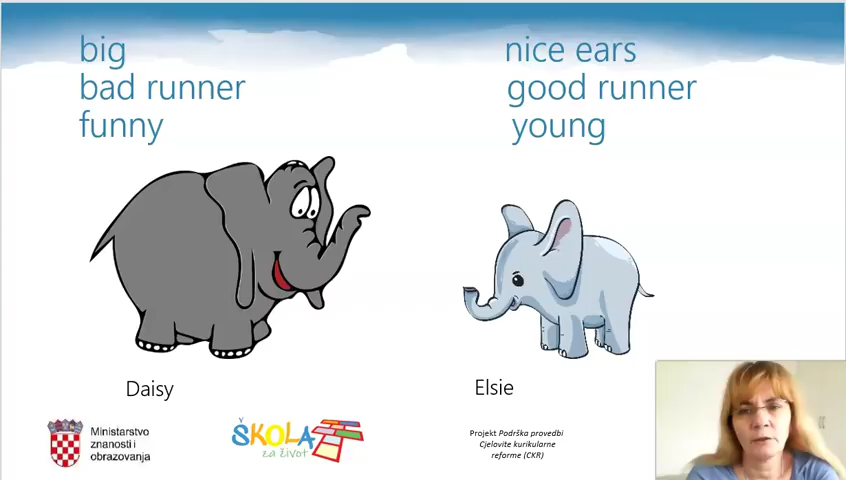 big
bad runner
funny
nice ears
good runner
young
Daisy
Elsie
Ministarstvo
znanosti i
obrazovanja
ŠKOLA
za život
Projekt Podrška provedbi
Cjelovite kurikularne
reforme (CKR)